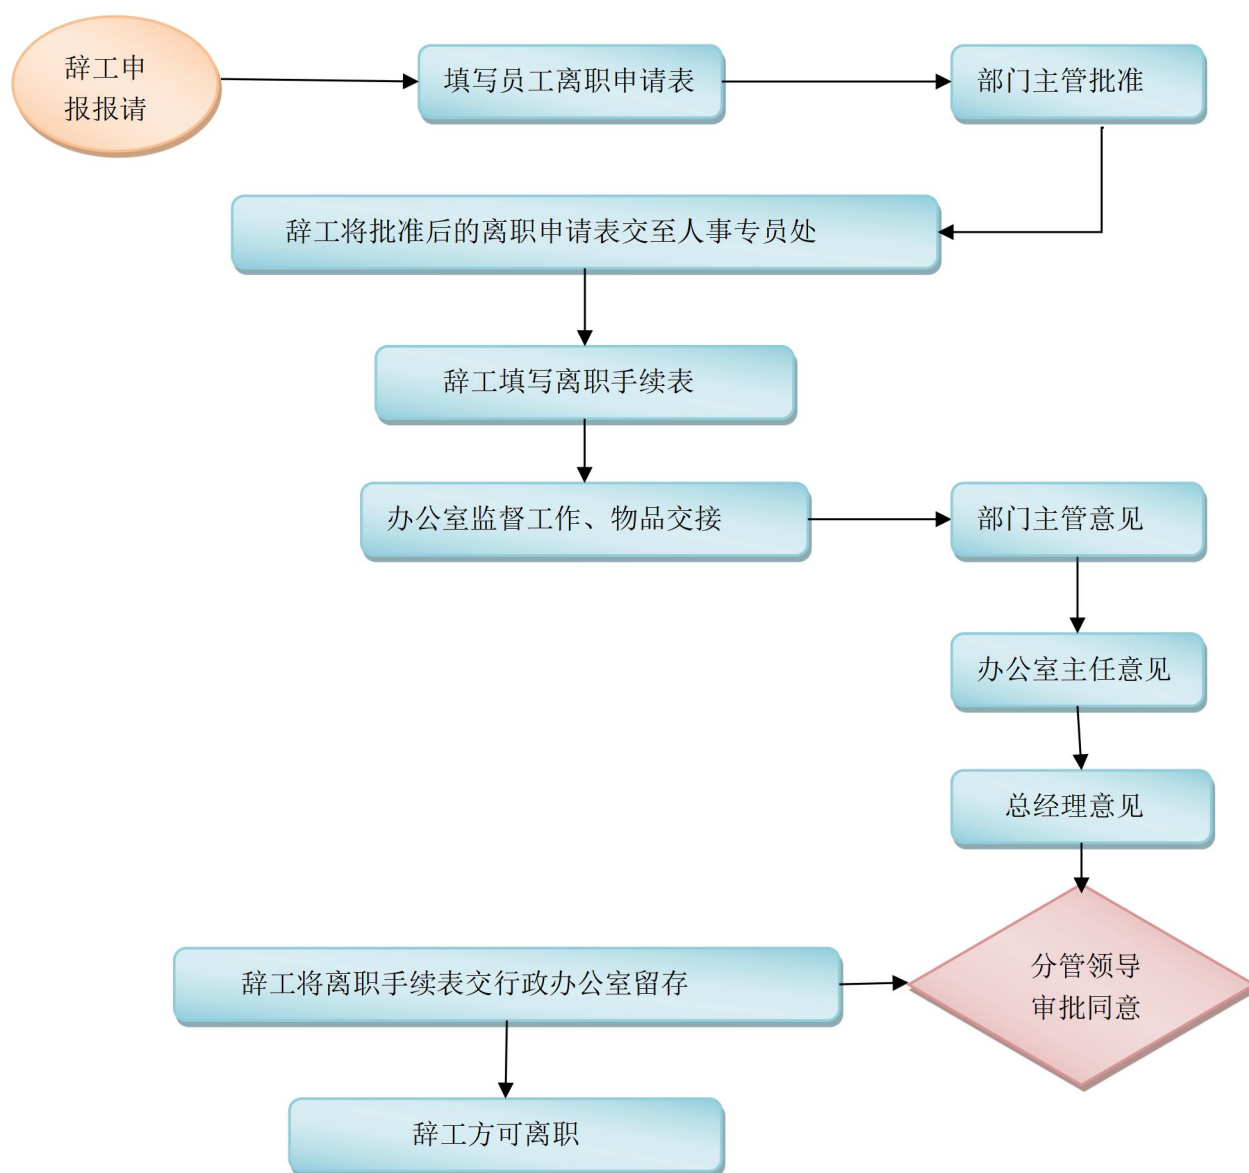 辞工申
报报请
填写员工离职申请表
部门主管批准
辞工将批准后的离职申请表交至人事专员处
辞工填写离职手续表
办公室监督工作、物品交接
部门主管意见
办公室主任意见
总经理意见
分管领导
审批同意
辞工将离职手续表交行政办公室留存
辞工方可离职